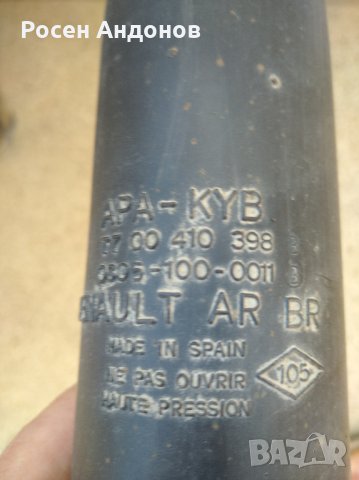 Росен Андонов
APA-KYB
77 00 410 398
-100-0011
RENAULT AR BR
MADE IN SPAIN
NE PAS OUVRIR 105
HAUTE PRESSION
BAZAR